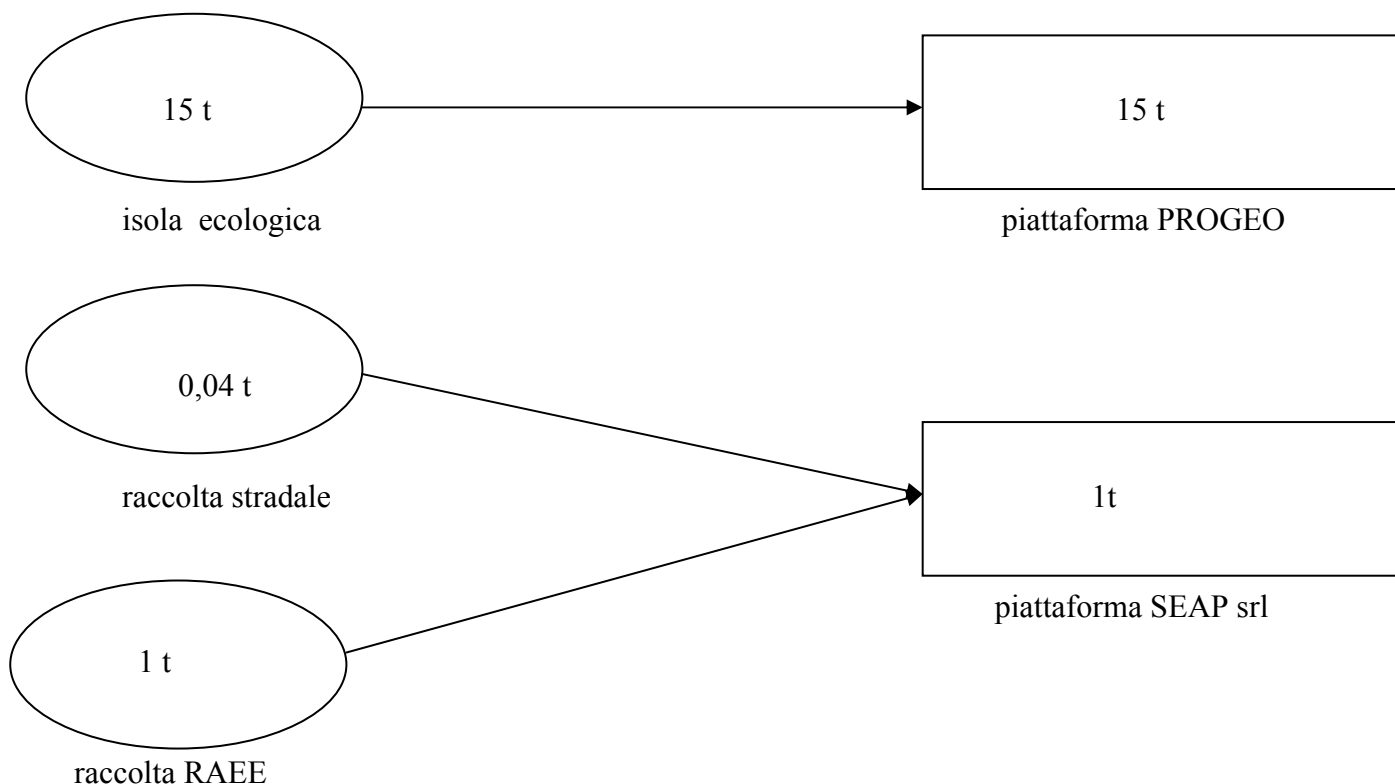 15 t
15 t
isola ecologica
piattaforma PROGEO
0,04 t
raccolta stradale
1t
piattaforma SEAP srl
1 t
raccolta RAEE